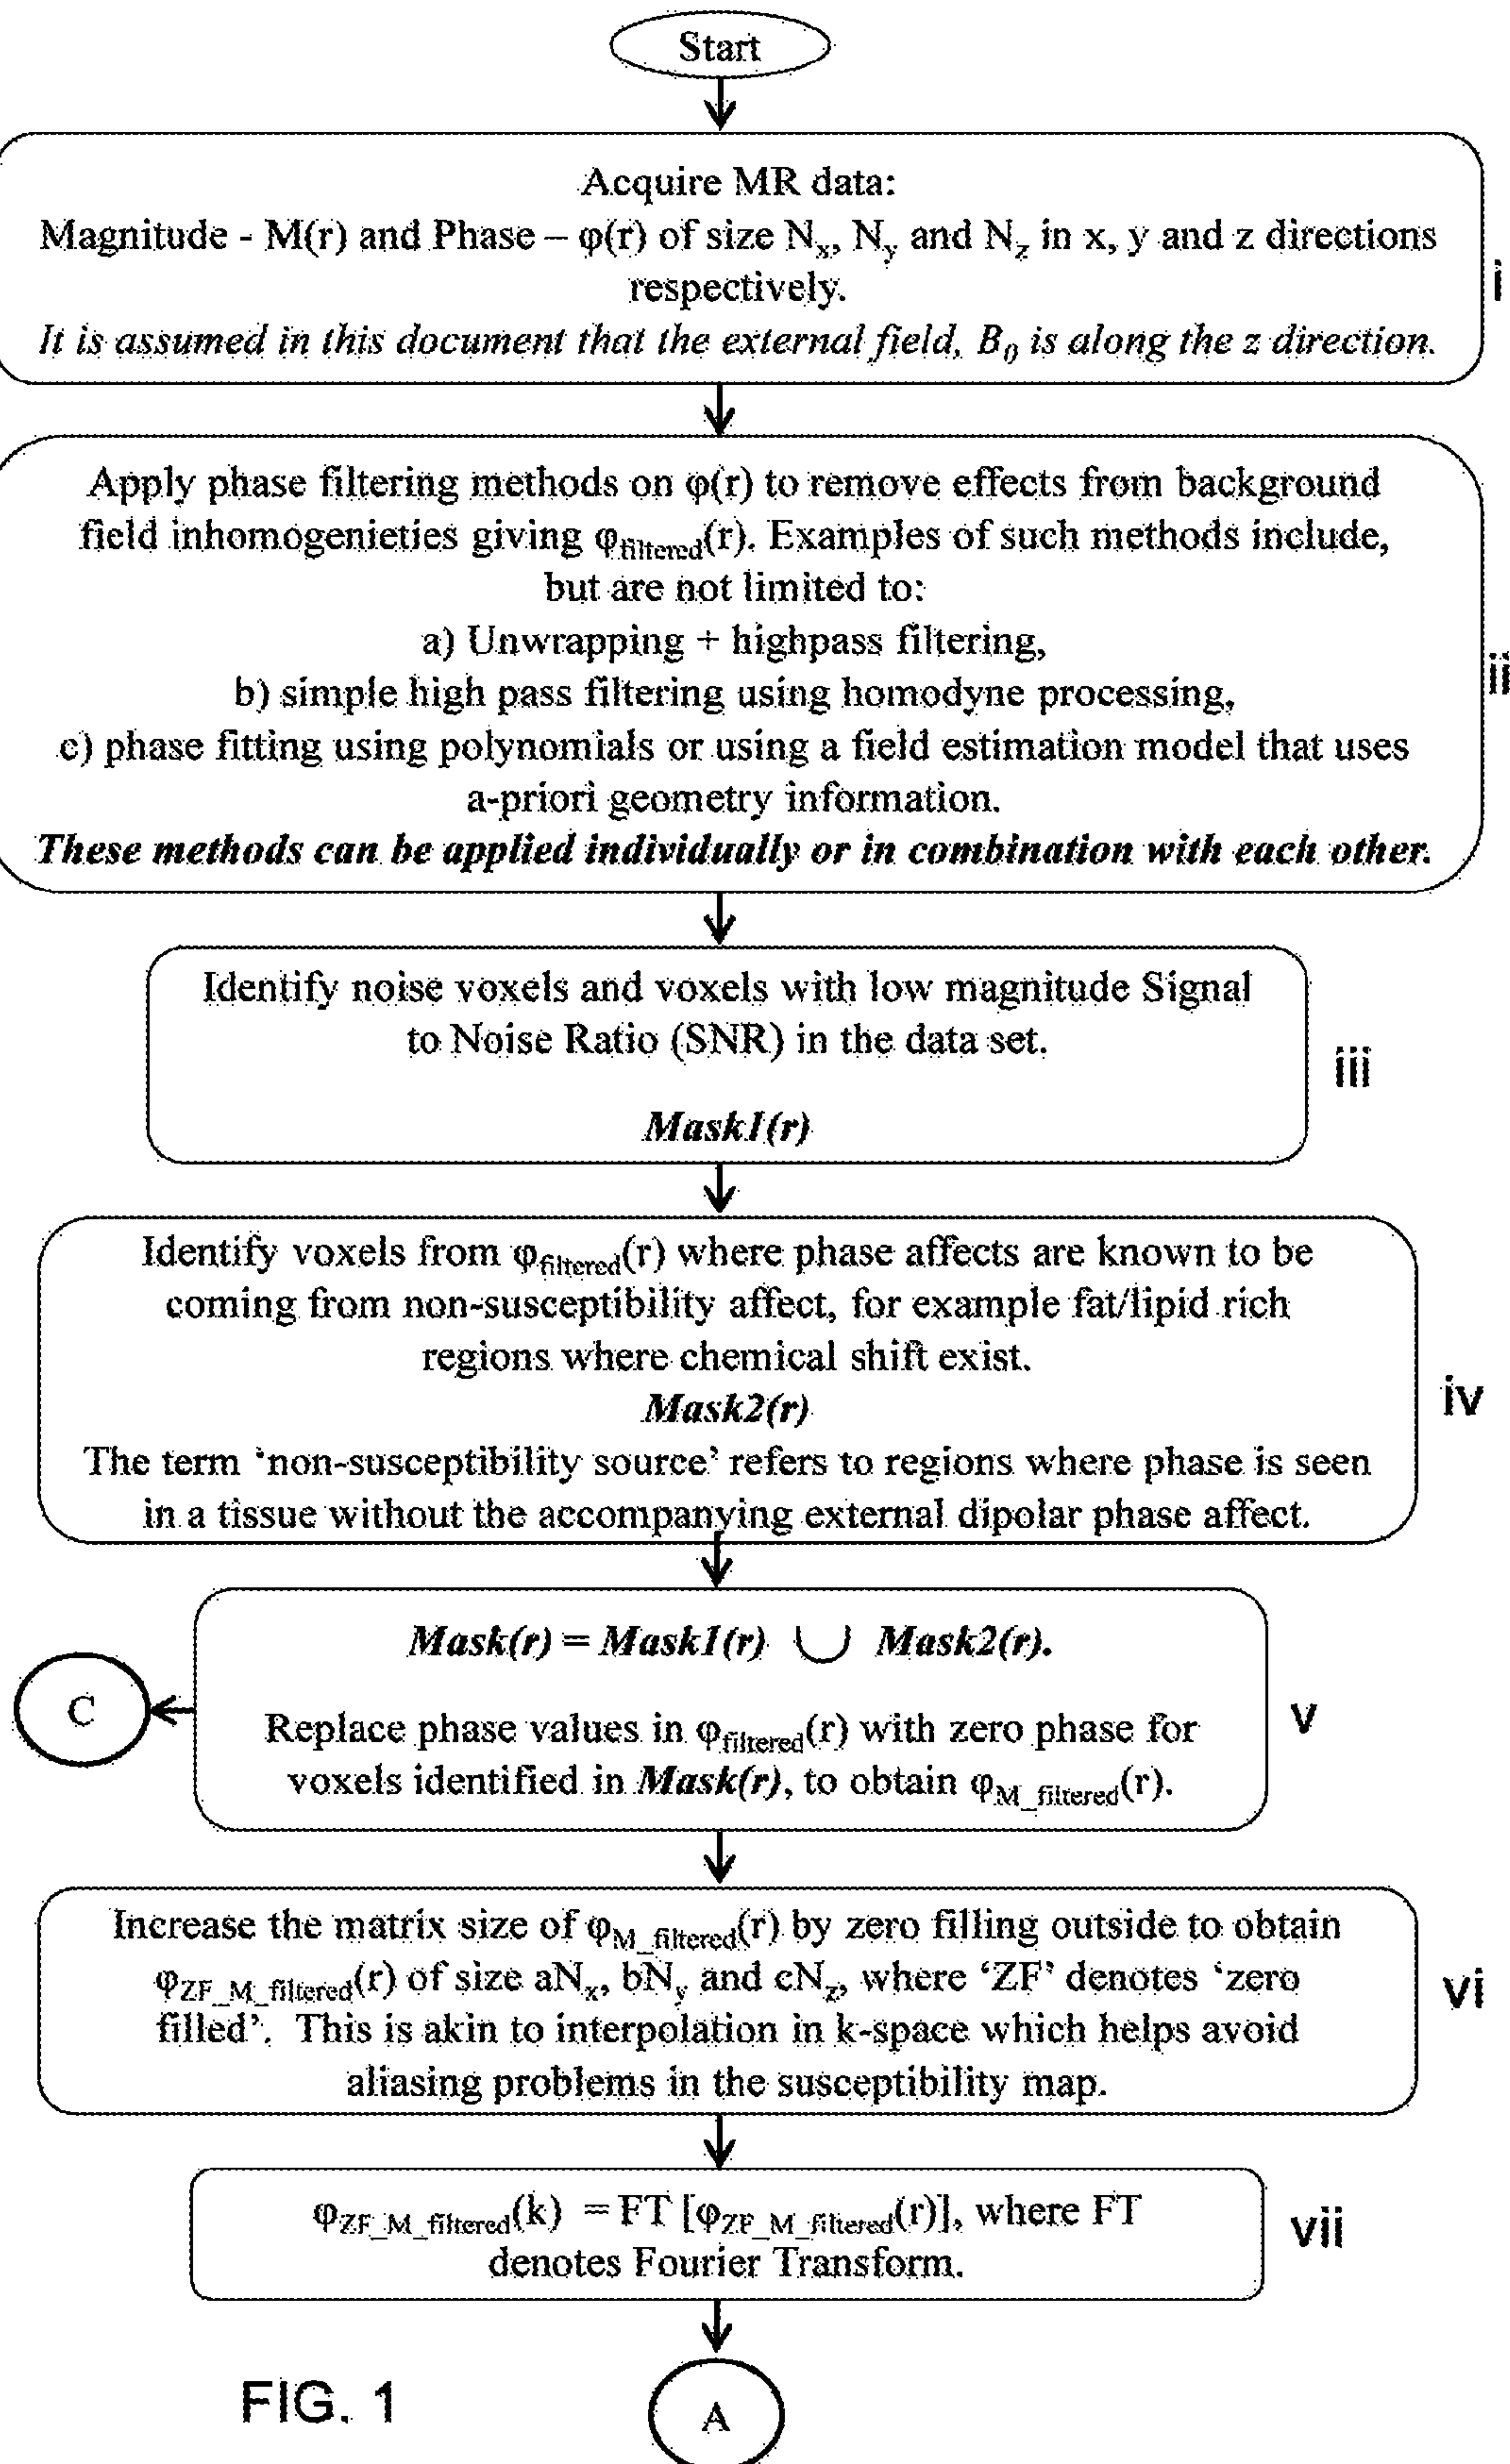 Start
Acquire MR data:
Magnitude - M(r) and Phase – φ(r) of size Nx, Ny and Nz in x, y and z directions
respectively.
It is assumed in this document that the external field, B0 is along the z direction.
i
Apply phase filtering methods on φ(r) to remove effects from background
field inhomogenieties giving φfiltered(r). Examples of such methods include,
but are not limited to:
a) Unwrapping + highpass filtering,
b) simple high pass filtering using homodyne processing,
c) phase fitting using polynomials or using a field estimation model that uses
a-priori geometry information.
These methods can be applied individually or in combination with each other.
ii
Identify noise voxels and voxels with low magnitude Signal
to Noise Ratio (SNR) in the data set.
Mask1(r)
iii
Identify voxels from φfiltered(r) where phase affects are known to be
coming from non-susceptibility affect, for example fat/lipid rich
regions where chemical shift exist.
Mask2(r)
The term ‘non-susceptibility source’ refers to regions where phase is seen
in a tissue without the accompanying external dipolar phase affect.
iv
Mask(r) = Mask1(r) ∪ Mask2(r).
Replace phase values in φfiltered(r) with zero phase for
voxels identified in Mask(r), to obtain φM_filtered(r).
v
C
Increase the matrix size of φM_filtered(r) by zero filling outside to obtain
φZF_M_filtered(r) of size aNx, bNy and cNz, where ‘ZF’ denotes ‘zero
filled’. This is akin to interpolation in k-space which helps avoid
aliasing problems in the susceptibility map.
vi
φZF_M_filtered(k) = FT [φZF_M_filtered(r)], where FT
denotes Fourier Transform.
vii
A
FIG. 1